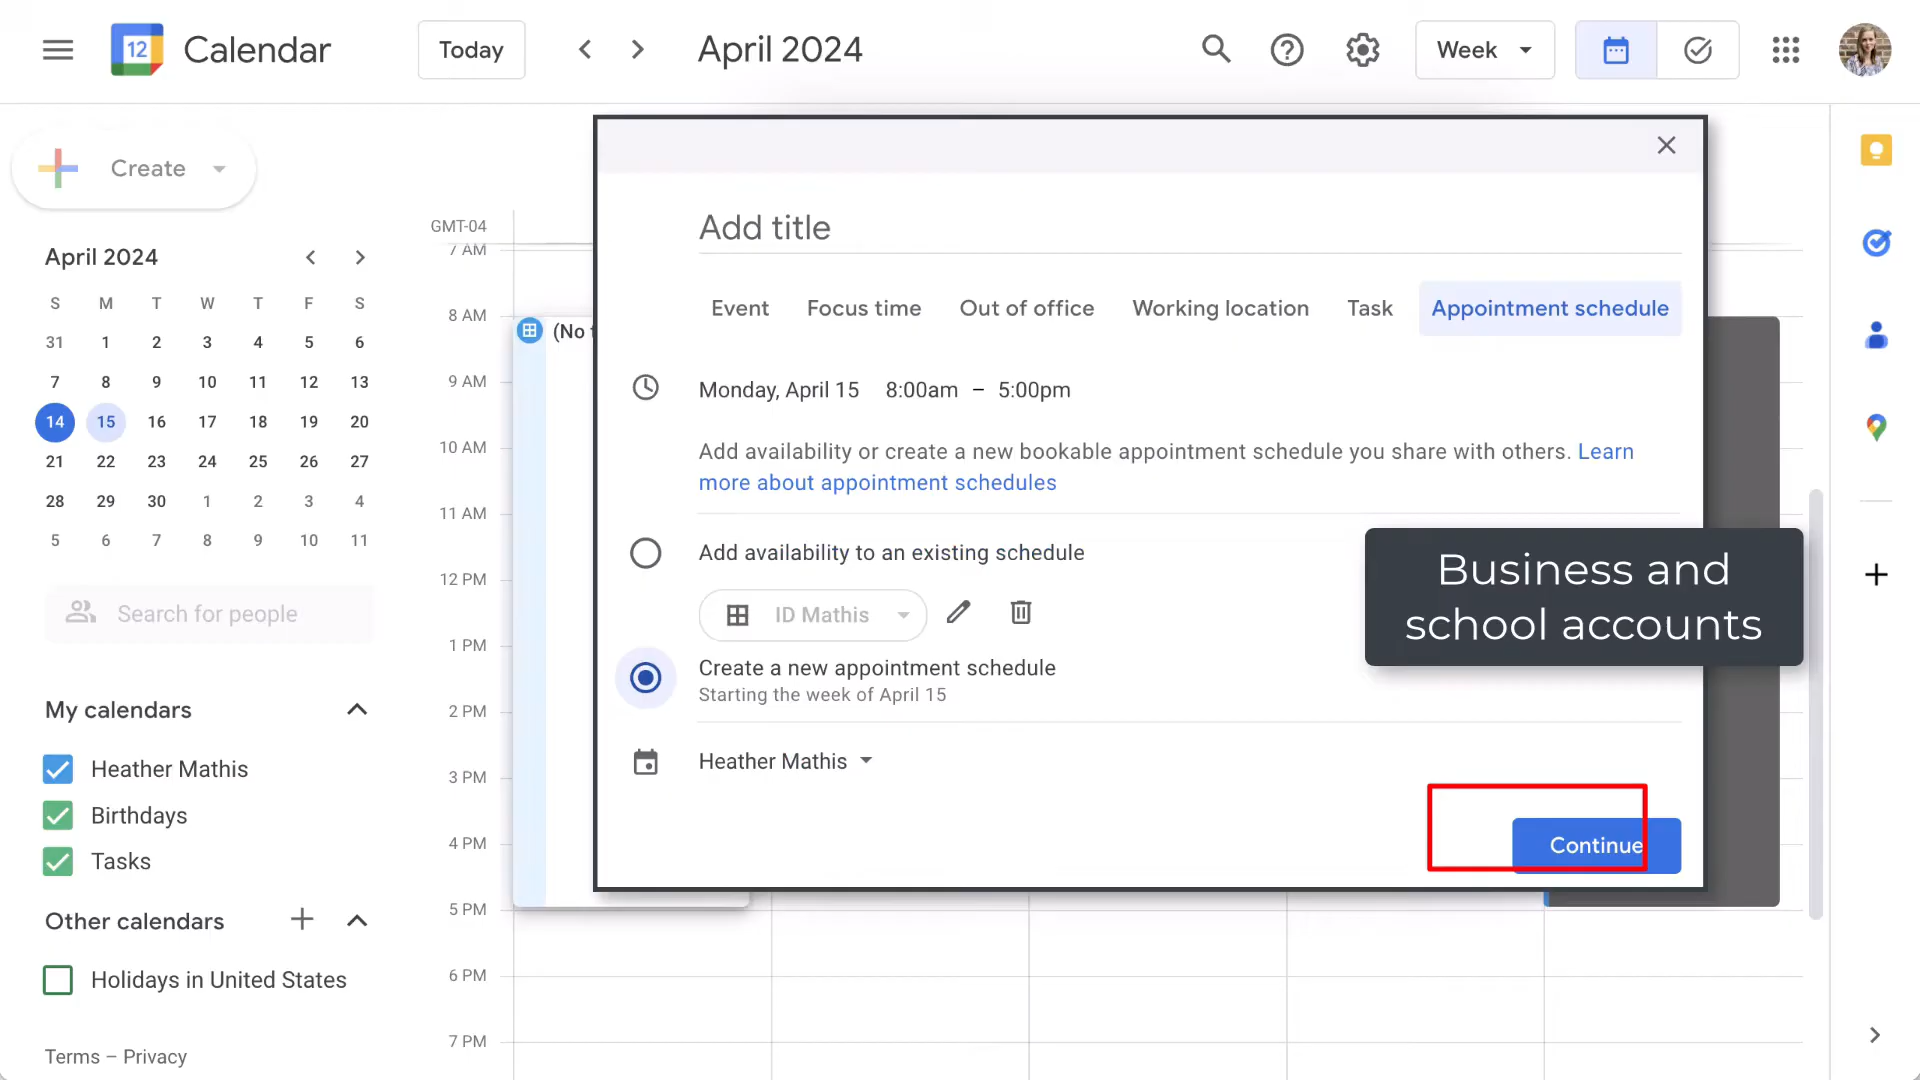 12
Calendar
Today
April 2024
Week
Create
April 2024
S M T W T F S
31 1 2 3 4 5 6
7 8 9 10 11 12 13
14 15 16 17 18 19 20
21 22 23 24 25 26 27
28 29 30 1 2 3 4
5 6 7 8 9 10 11
Search for people
My calendars
Heather Mathis
Birthdays
Tasks
Other calendars
Holidays in United States
Terms – Privacy
GMT-04
7 AM
8 AM
9 AM
10 AM
11 AM
12 PM
1 PM
2 PM
3 PM
4 PM
5 PM
6 PM
7 PM
(No t
Add title
Event Focus time Out of office Working location Task Appointment schedule
Monday, April 15 8:00am – 5:00pm
Add availability or create a new bookable appointment schedule you share with others. Learn
more about appointment schedules
Add availability to an existing schedule
ID Mathis
Create a new appointment schedule
Starting the week of April 15
Heather Mathis
Continue
Business and
school accounts